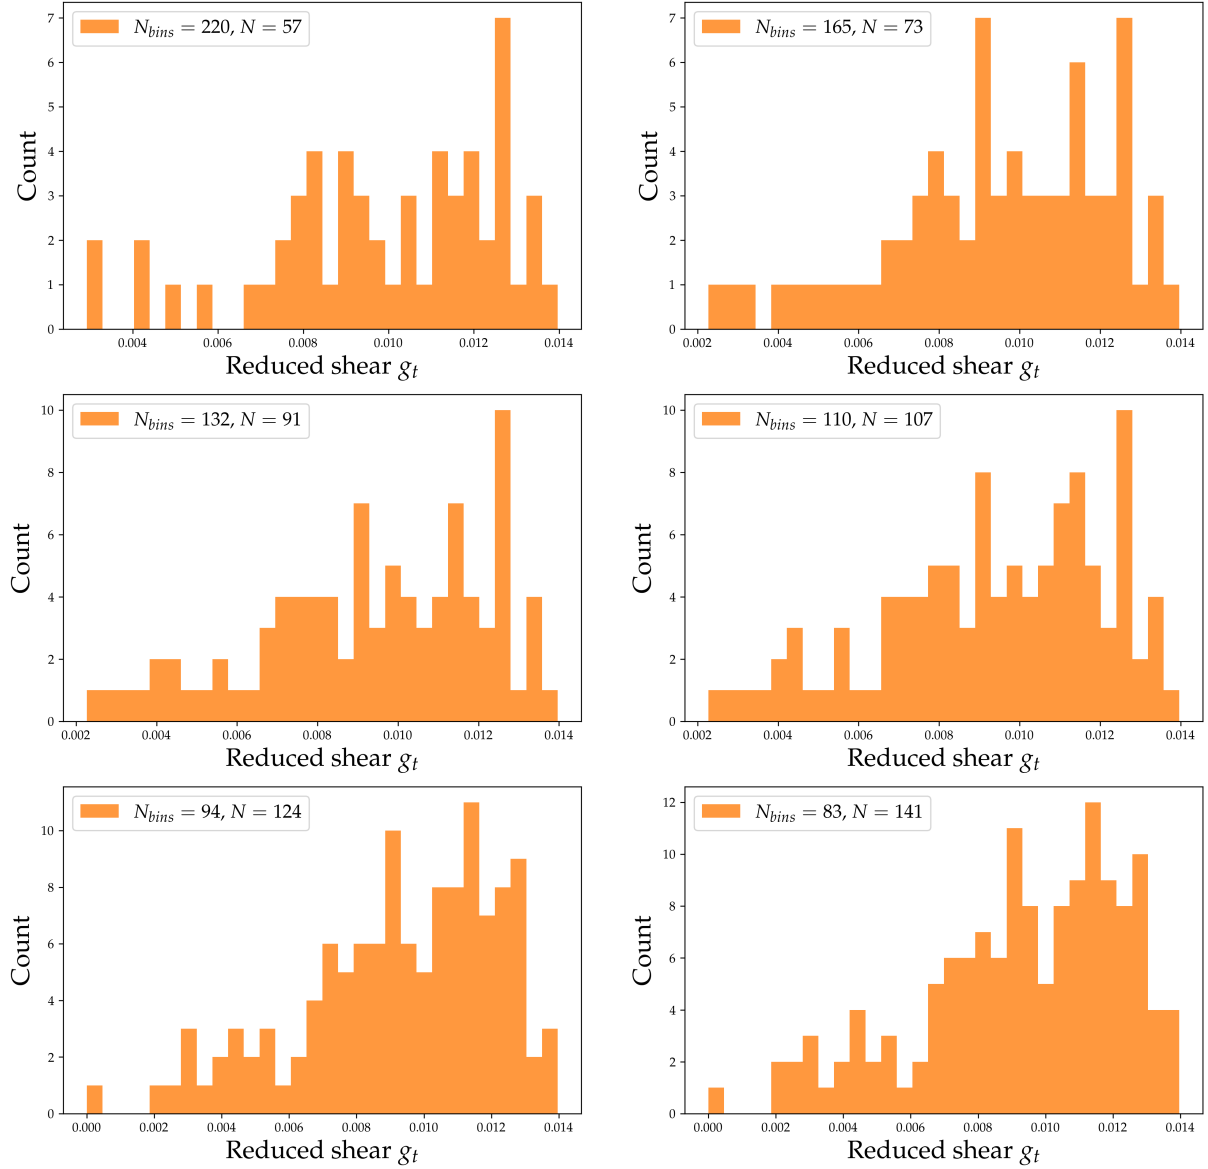 N_bins = 220, N = 57
7
6
5
4
3
2
1
0
Count
0.004 0.006 0.008 0.010 0.012 0.014
Reduced shear g_t
N_bins = 165, N = 73
7
6
5
4
3
2
1
0
Count
0.002 0.004 0.006 0.008 0.010 0.012 0.014
Reduced shear g_t
N_bins = 132, N = 91
10
8
6
4
2
0
Count
0.002 0.004 0.006 0.008 0.010 0.012 0.014
Reduced shear g_t
N_bins = 110, N = 107
10
8
6
4
2
0
Count
0.002 0.004 0.006 0.008 0.010 0.012 0.014
Reduced shear g_t
N_bins = 94, N = 124
10
8
6
4
2
0
Count
0.000 0.002 0.004 0.006 0.008 0.010 0.012 0.014
Reduced shear g_t
N_bins = 83, N = 141
12
10
8
6
4
2
0
Count
0.000 0.002 0.004 0.006 0.008 0.010 0.012 0.014
Reduced shear g_t